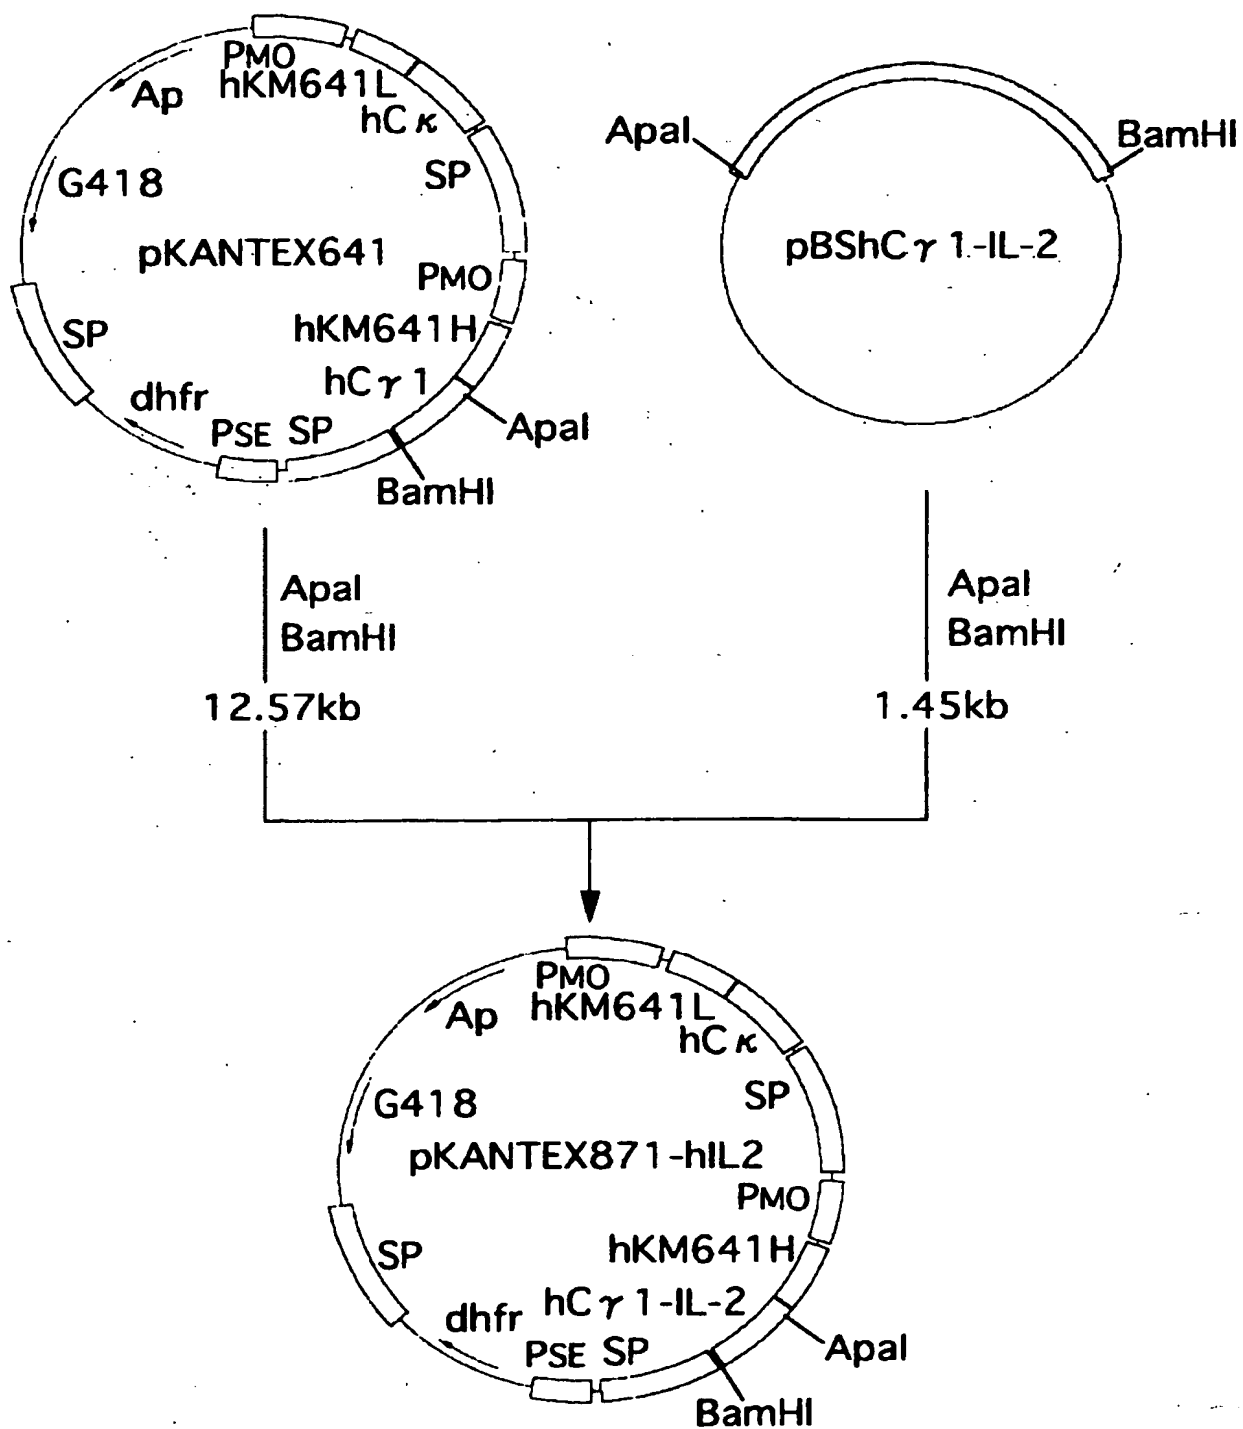 PMO
hKM641L
hCκ
Ap
SP
G418
pKANTEX641
PMO
hKM641H
SP
hCγ1
dhfr
PSE SP
ApaI
BamHI
ApaI
BamHI
pBShCγ1-IL-2
ApaI
BamHI
12.57kb
ApaI
BamHI
1.45kb
PMO
hKM641L
hCκ
Ap
SP
G418
pKANTEX871-hIL2
PMO
hKM641H
SP
hCγ1-IL-2
dhfr
PSE SP
ApaI
BamHI